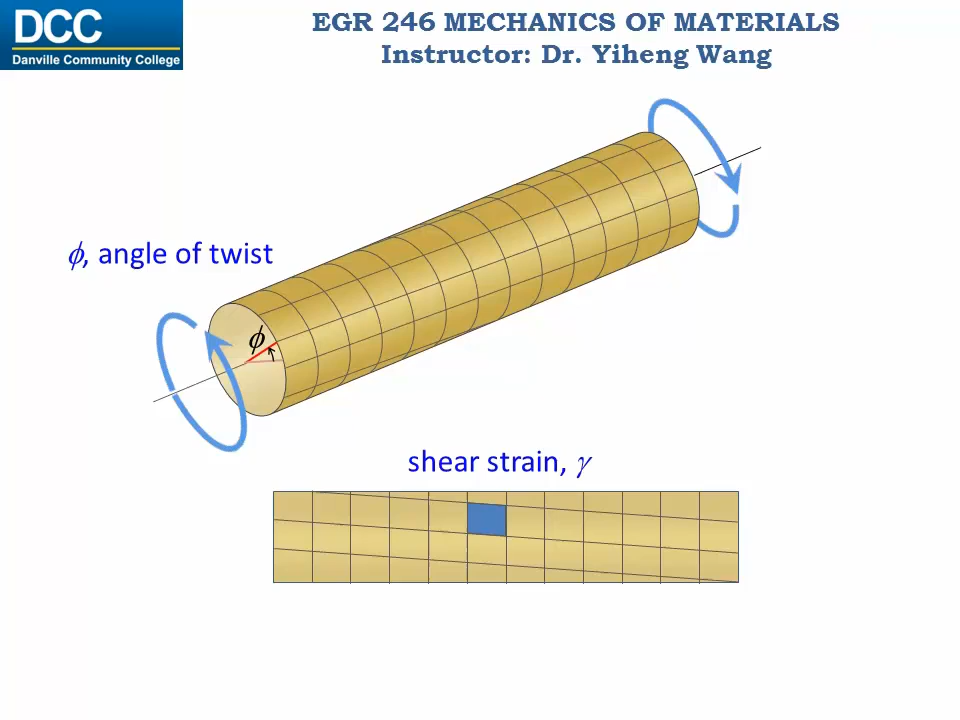 DCC
Danville Community College
EGR 246 MECHANICS OF MATERIALS
Instructor: Dr. Yiheng Wang
ϕ, angle of twist
ϕ
shear strain, γ